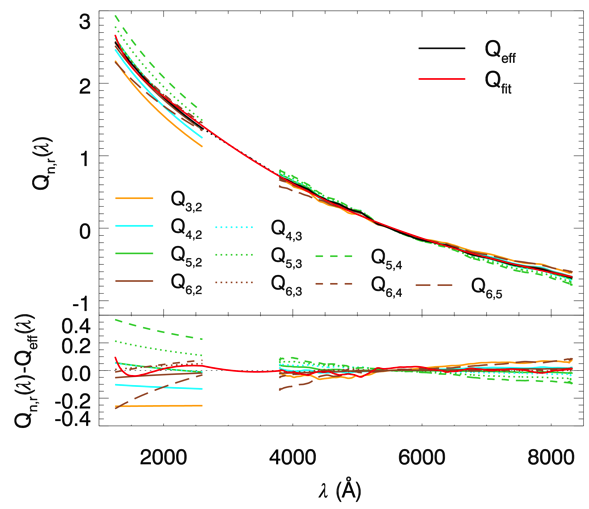 3
2
1
0
-1
Q_n,r(λ)
Q_eff
Q_fit
Q_3,2
Q_4,2 Q_4,3
Q_5,2 Q_5,3 Q_5,4
Q_6,2 Q_6,3 Q_6,4 Q_6,5
0.4
0.2
0.0
-0.2
-0.4
Q_n,r(λ)-Q_eff(λ)
2000 4000 6000 8000
λ (Å)